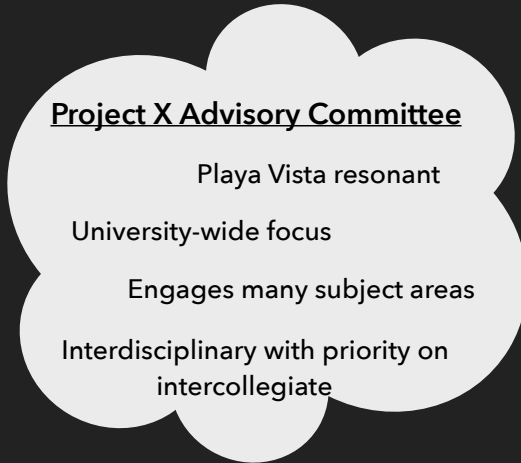 Project X Advisory Committee
Playa Vista resonant
University-wide focus
Engages many subject areas
Interdisciplinary with priority on
intercollegiate